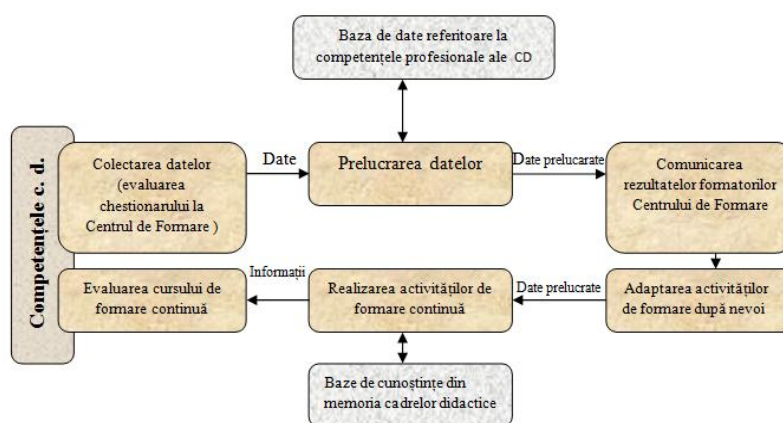 Baza de date referitoare la
competențele profesionale ale CD
Competențele c. d.
Colectarea datelor
(evaluarea
chestionarului la
Centrul de Formare )
Date
Prelucrarea datelor
Date prelucarate
Comunicarea
rezultatelor formatorilor
Centrului de Formare
Evaluarea cursului de
formare continuă
Informații
Realizarea activităților de
formare continuă
Date prelucrate
Adaptarea activităților
de formare după nevoi
Baze de cunoștințe din
memoria cadrelor didactice